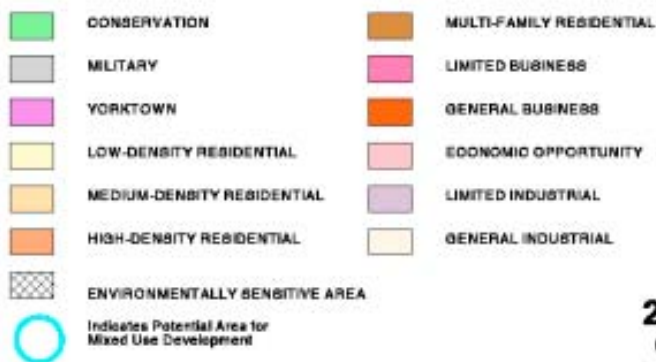 CONSERVATION
MILITARY
YORKTOWN
LOW-DENSITY RESIDENTIAL
MEDIUM-DENSITY RESIDENTIAL
HIGH-DENSITY RESIDENTIAL
ENVIRONMENTALLY SENSITIVE AREA
Indicates Potential Area for
Mixed Use Development
MULTI-FAMILY RESIDENTIAL
LIMITED BUSINESS
GENERAL BUSINESS
ECONOMIC OPPORTUNITY
LIMITED INDUSTRIAL
GENERAL INDUSTRIAL
2